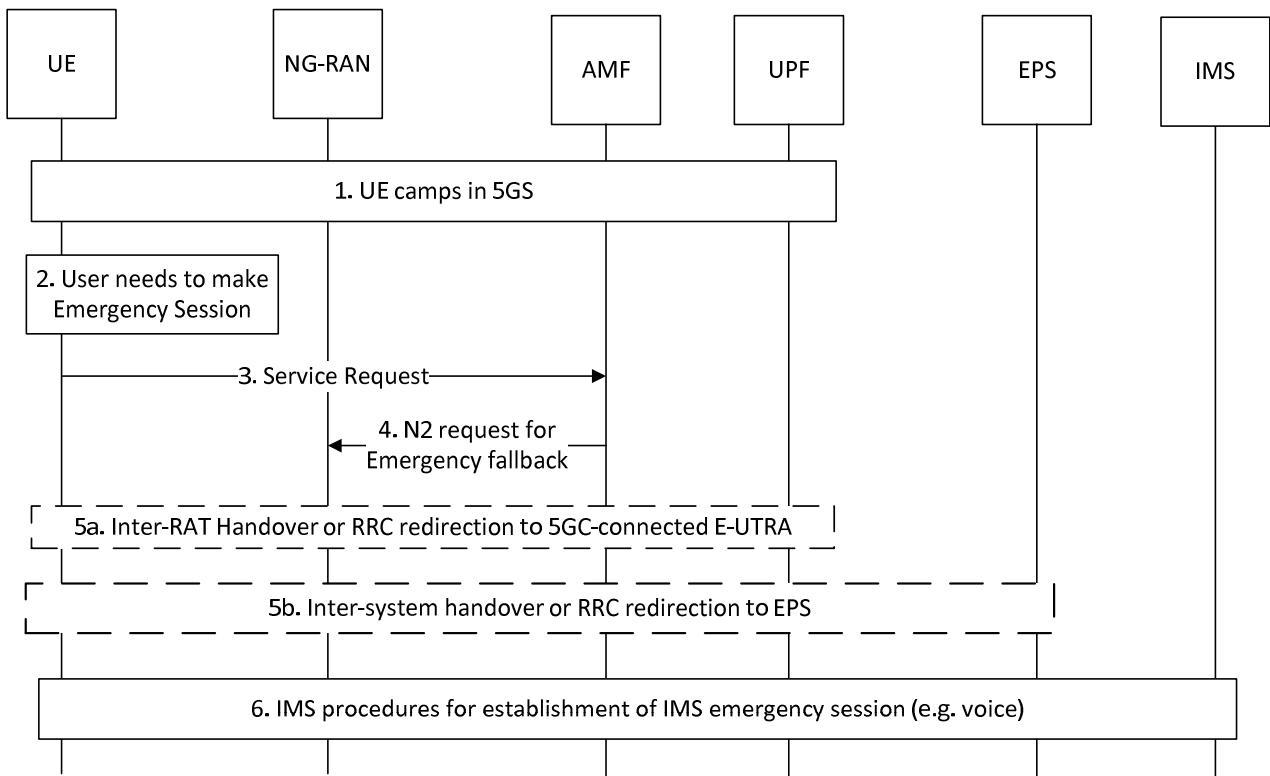 UE
NG-RAN
AMF
UPF
EPS
IMS
1. UE camps in 5GS
2. User needs to make
Emergency Session
3. Service Request
4. N2 request for
Emergency fallback
5a. Inter-RAT Handover or RRC redirection to 5GC-connected E-UTRA
5b. Inter-system handover or RRC redirection to EPS
6. IMS procedures for establishment of IMS emergency session (e.g. voice)